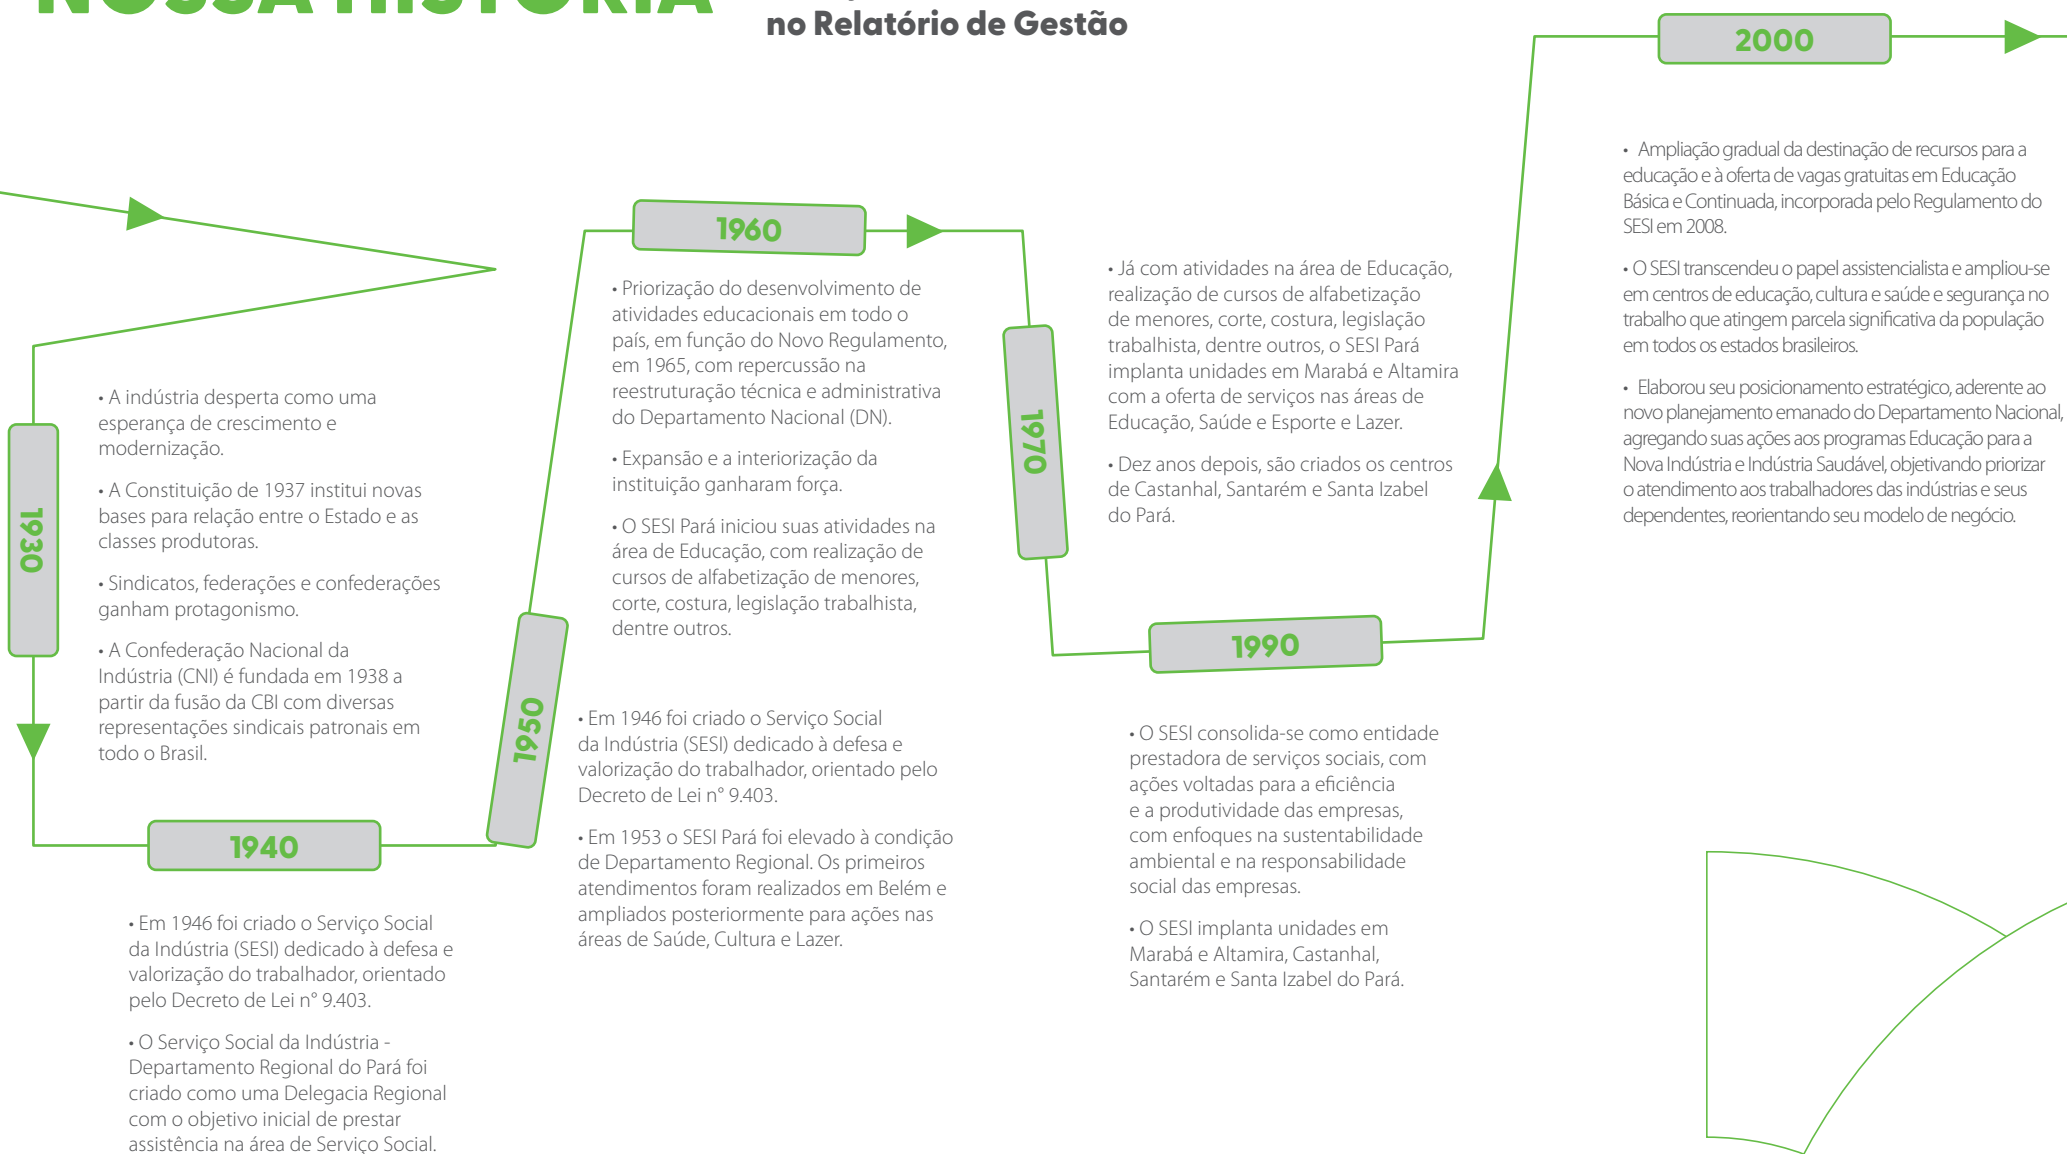 NOSSA HISTÓRIA
no Relatório de Gestão
1930
• A indústria desperta como uma
esperança de crescimento e
modernização.
• A Constituição de 1937 institui novas
bases para relação entre o Estado e as
classes produtoras.
• Sindicatos, federações e confederações
ganham protagonismo.
• A Confederação Nacional da
Indústria (CNI) é fundada em 1938 a
partir da fusão da CBI com diversas
representações sindicais patronais em
todo o Brasil.
1940
• Em 1946 foi criado o Serviço Social
da Indústria (SESI) dedicado à defesa e
valorização do trabalhador, orientado
pelo Decreto de Lei n° 9.403.
• O Serviço Social da Indústria -
Departamento Regional do Pará foi
criado como uma Delegacia Regional
com o objetivo inicial de prestar
assistência na área de Serviço Social.
1950
• Em 1946 foi criado o Serviço Social
da Indústria (SESI) dedicado à defesa e
valorização do trabalhador, orientado pelo
Decreto de Lei n° 9.403.
• Em 1953 o SESI Pará foi elevado à condição
de Departamento Regional. Os primeiros
atendimentos foram realizados em Belém e
ampliados posteriormente para ações nas
áreas de Saúde, Cultura e Lazer.
1960
• Priorização do desenvolvimento de
atividades educacionais em todo o
país, em função do Novo Regulamento,
em 1965, com repercussão na
reestruturação técnica e administrativa
do Departamento Nacional (DN).
• Expansão e a interiorização da
instituição ganharam força.
• O SESI Pará iniciou suas atividades na
área de Educação, com realização de
cursos de alfabetização de menores,
corte, costura, legislação trabalhista,
dentre outros.
1970
• Já com atividades na área de Educação,
realização de cursos de alfabetização
de menores, corte, costura, legislação
trabalhista, dentre outros, o SESI Pará
implanta unidades em Marabá e Altamira
com a oferta de serviços nas áreas de
Educação, Saúde e Esporte e Lazer.
• Dez anos depois, são criados os centros
de Castanhal, Santarém e Santa Izabel
do Pará.
1990
• O SESI consolida-se como entidade
prestadora de serviços sociais, com
ações voltadas para a eficiência
e a produtividade das empresas,
com enfoques na sustentabilidade
ambiental e na responsabilidade
social das empresas.
• O SESI implanta unidades em
Marabá e Altamira, Castanhal,
Santarém e Santa Izabel do Pará.
2000
• Ampliação gradual da destinação de recursos para a
educação e à oferta de vagas gratuitas em Educação
Básica e Continuada, incorporada pelo Regulamento do
SESI em 2008.
• O SESI transcendeu o papel assistencialista e ampliou-se
em centros de educação, cultura e saúde e segurança no
trabalho que atingem parcela significativa da população
em todos os estados brasileiros.
• Elaborou seu posicionamento estratégico, aderente ao
novo planejamento emanado do Departamento Nacional,
agregando suas ações aos programas Educação para a
Nova Indústria e Indústria Saudável, objetivando priorizar
o atendimento aos trabalhadores das indústrias e seus
dependentes, reorientando seu modelo de negócio.